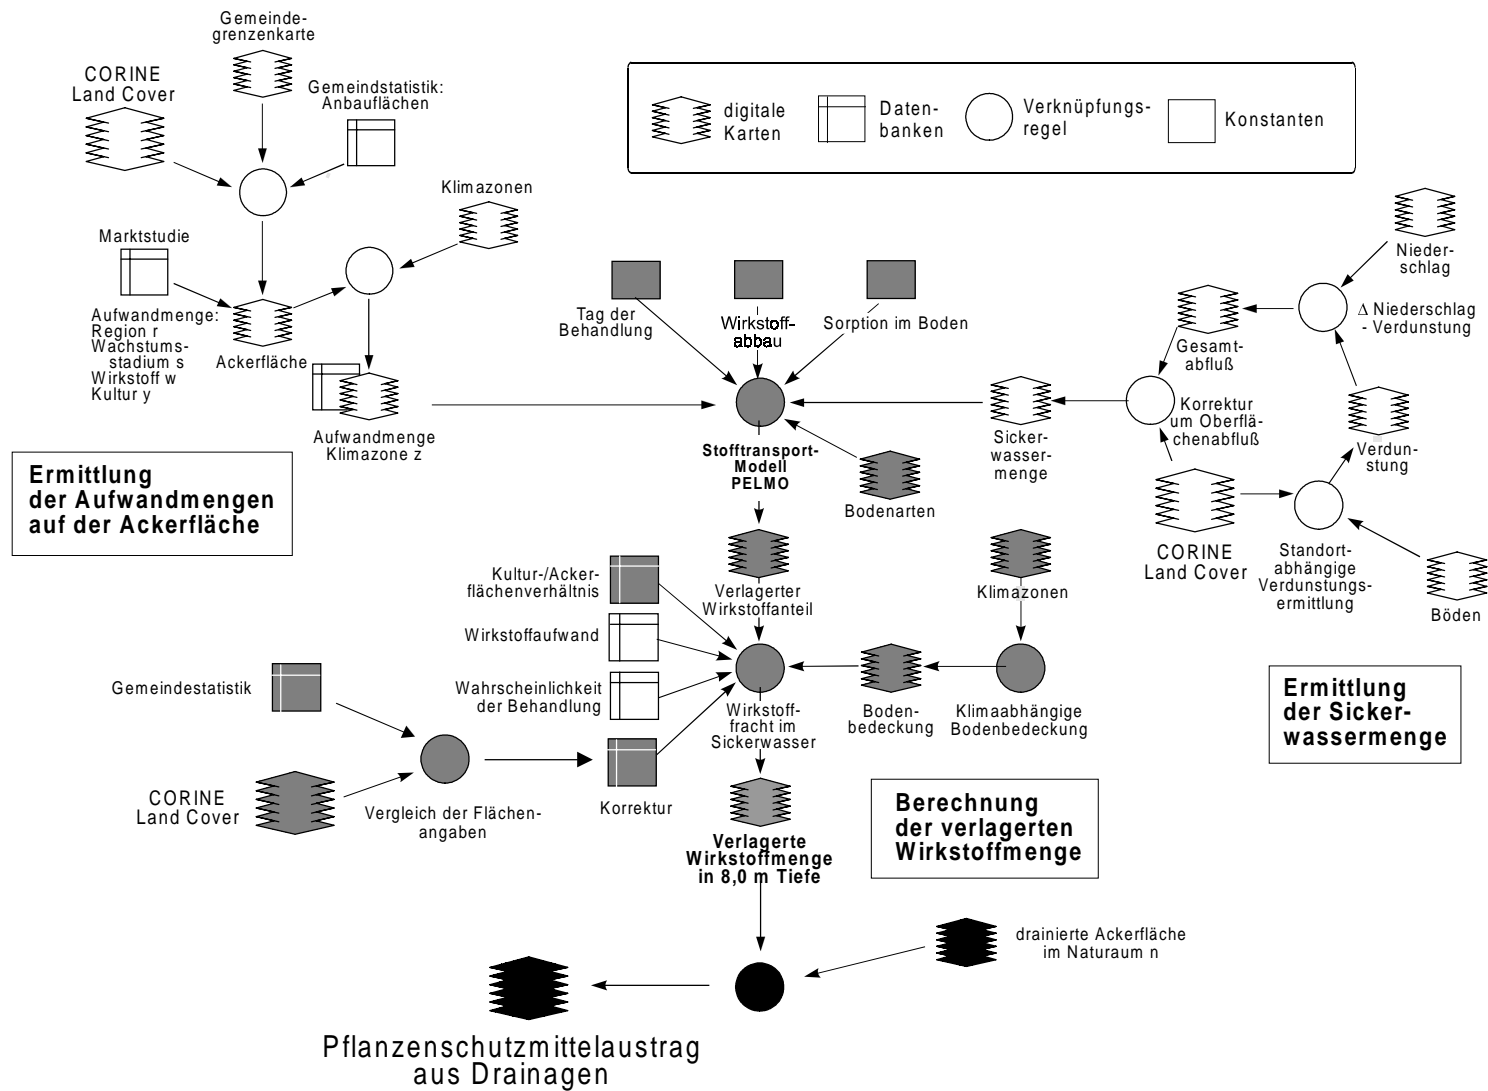 Gemeinde-
grenzenkarte
CORINE
Land Cover
Gemeindstatistik:
Anbauflächen
digitale
Karten
Daten-
banken
Verknüpfungs-
regel
Konstanten
Klimazonen
Marktstudie
Aufwandmenge:
Region r
Wachstums-
stadium s
Wirkstoff w
Kultur y
Ackerfläche
Aufwandmenge
Klimazone z
Ermittlung
der Aufwandmengen
auf der Ackerfläche
Tag der
Behandlung
Wirkstoff-
abbau
Sorption im Boden
Stofftransport-
Modell
PELMO
Bodenarten
Sicker-
wasser-
menge
Nieder-
schlag
Δ Niederschlag
- Verdunstung
Gesamt-
abfluß
Korrektur
um Oberflä-
chenabfluß
Verdun-
stung
CORINE
Land Cover
Standort-
abhängige
Verdunstungs-
ermittlung
Böden
Ermittlung
der Sicker-
wassermenge
Verlagerter
Wirkstoffanteil
Klimazonen
Kultur-/Acker-
flächenverhältnis
Wirkstoffaufwand
Wahrscheinlichkeit
der Behandlung
Wirkstoff-
fracht im
Sickerwasser
Boden-
bedeckung
Klimaabhängige
Bodenbedeckung
Gemeindestatistik
CORINE
Land Cover
Vergleich der Flächen-
angaben
Korrektur
Berechnung
der verlagerten
Wirkstoffmenge
Verlagerte
Wirkstoffmenge
in 8,0 m Tiefe
drainierte Ackerfläche
im Naturaum n
Pflanzenschutzmittelaustrag
aus Drainagen